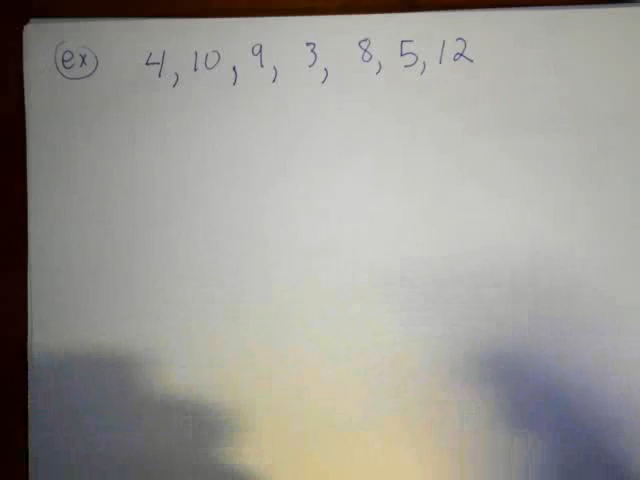 ex 4, 10, 9, 3, 8, 5, 12